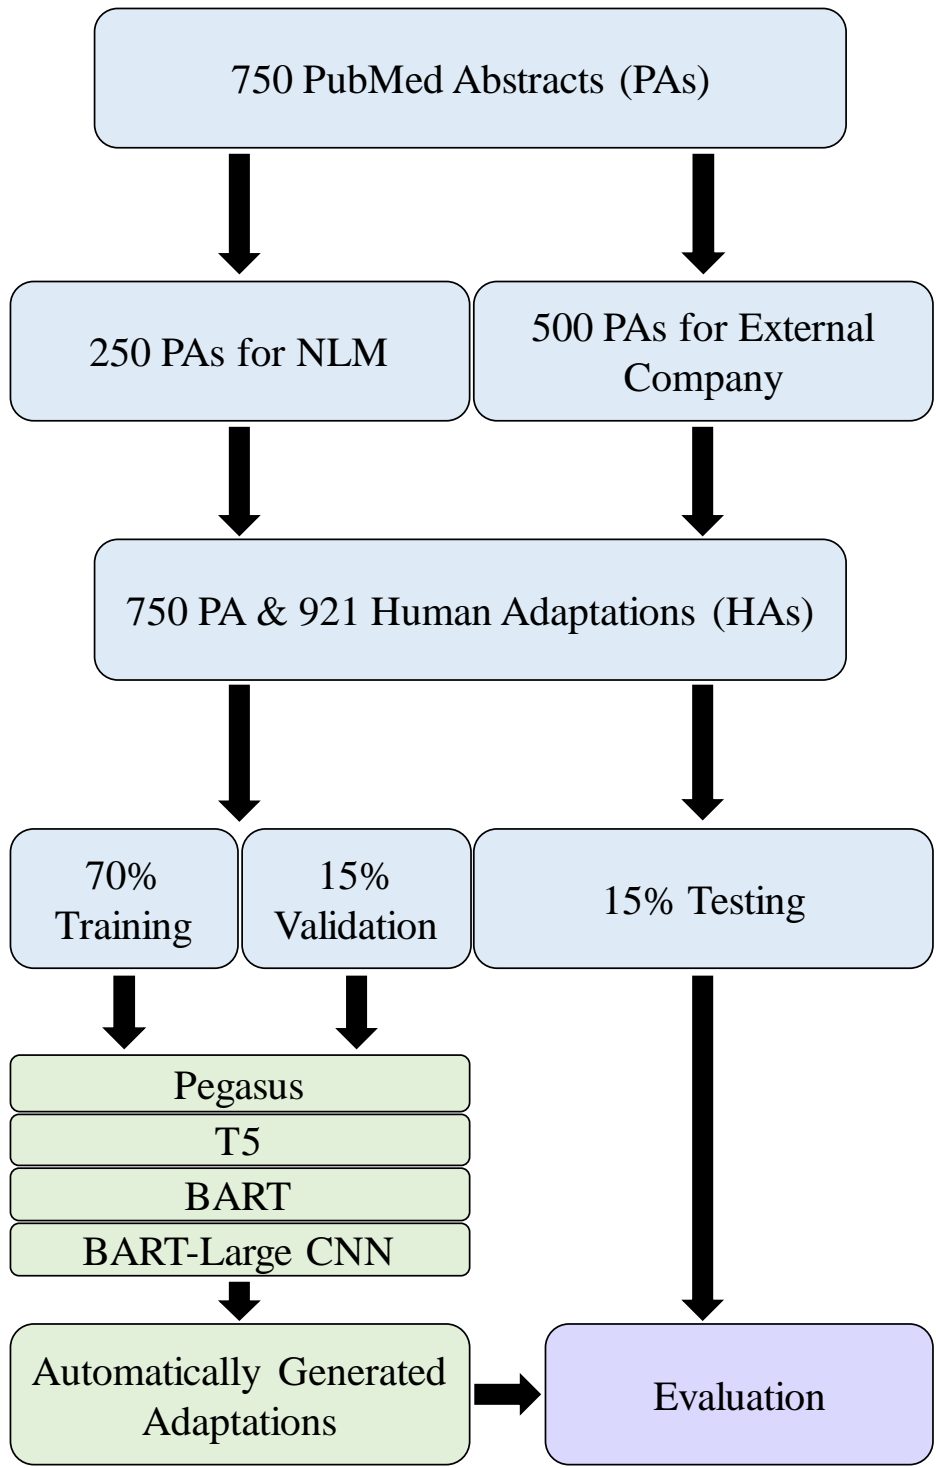 750 PubMed Abstracts (PAs)
250 PAs for NLM
500 PAs for External
Company
750 PA & 921 Human Adaptations (HAs)
70%
Training
15%
Validation
15% Testing
Pegasus
T5
BART
BART-Large CNN
Automatically Generated
Adaptations
Evaluation